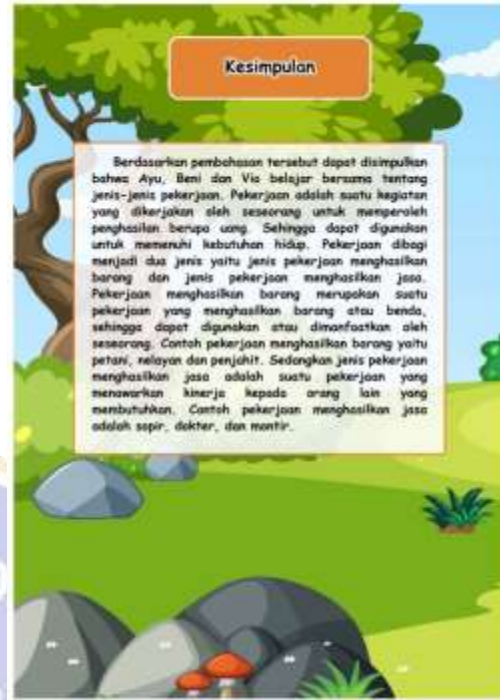 Kesimpulan
Berdasarkan pembahasan tersebut dapat disimpulkan
bahwa Ayu, Beni dan Via belajar bersama tentang
jenis-jenis pekerjaan. Pekerjaan adalah suatu kegiatan
yang dikerjakan oleh seseorang untuk memperoleh
penghasilan berupa uang. Sehingga dapat digunakan
untuk memenuhi kebutuhan hidup. Pekerjaan dibagi
menjadi dua jenis yaitu jenis pekerjaan menghasilkan
barang dan jenis pekerjaan menghasilkan jasa.
Pekerjaan menghasilkan barang merupakan suatu
pekerjaan yang menghasilkan barang atau benda,
sehingga dapat digunakan atau dimanfaatkan oleh
seseorang. Contoh pekerjaan menghasilkan barang yaitu
petani, nelayan dan penjahit. Sedangkan jenis pekerjaan
menghasilkan jasa adalah suatu pekerjaan yang
menawarkan kinerja kepada orang lain yang
membutuhkan. Contoh pekerjaan menghasilkan jasa
adalah sopir, dokter, dan montir.